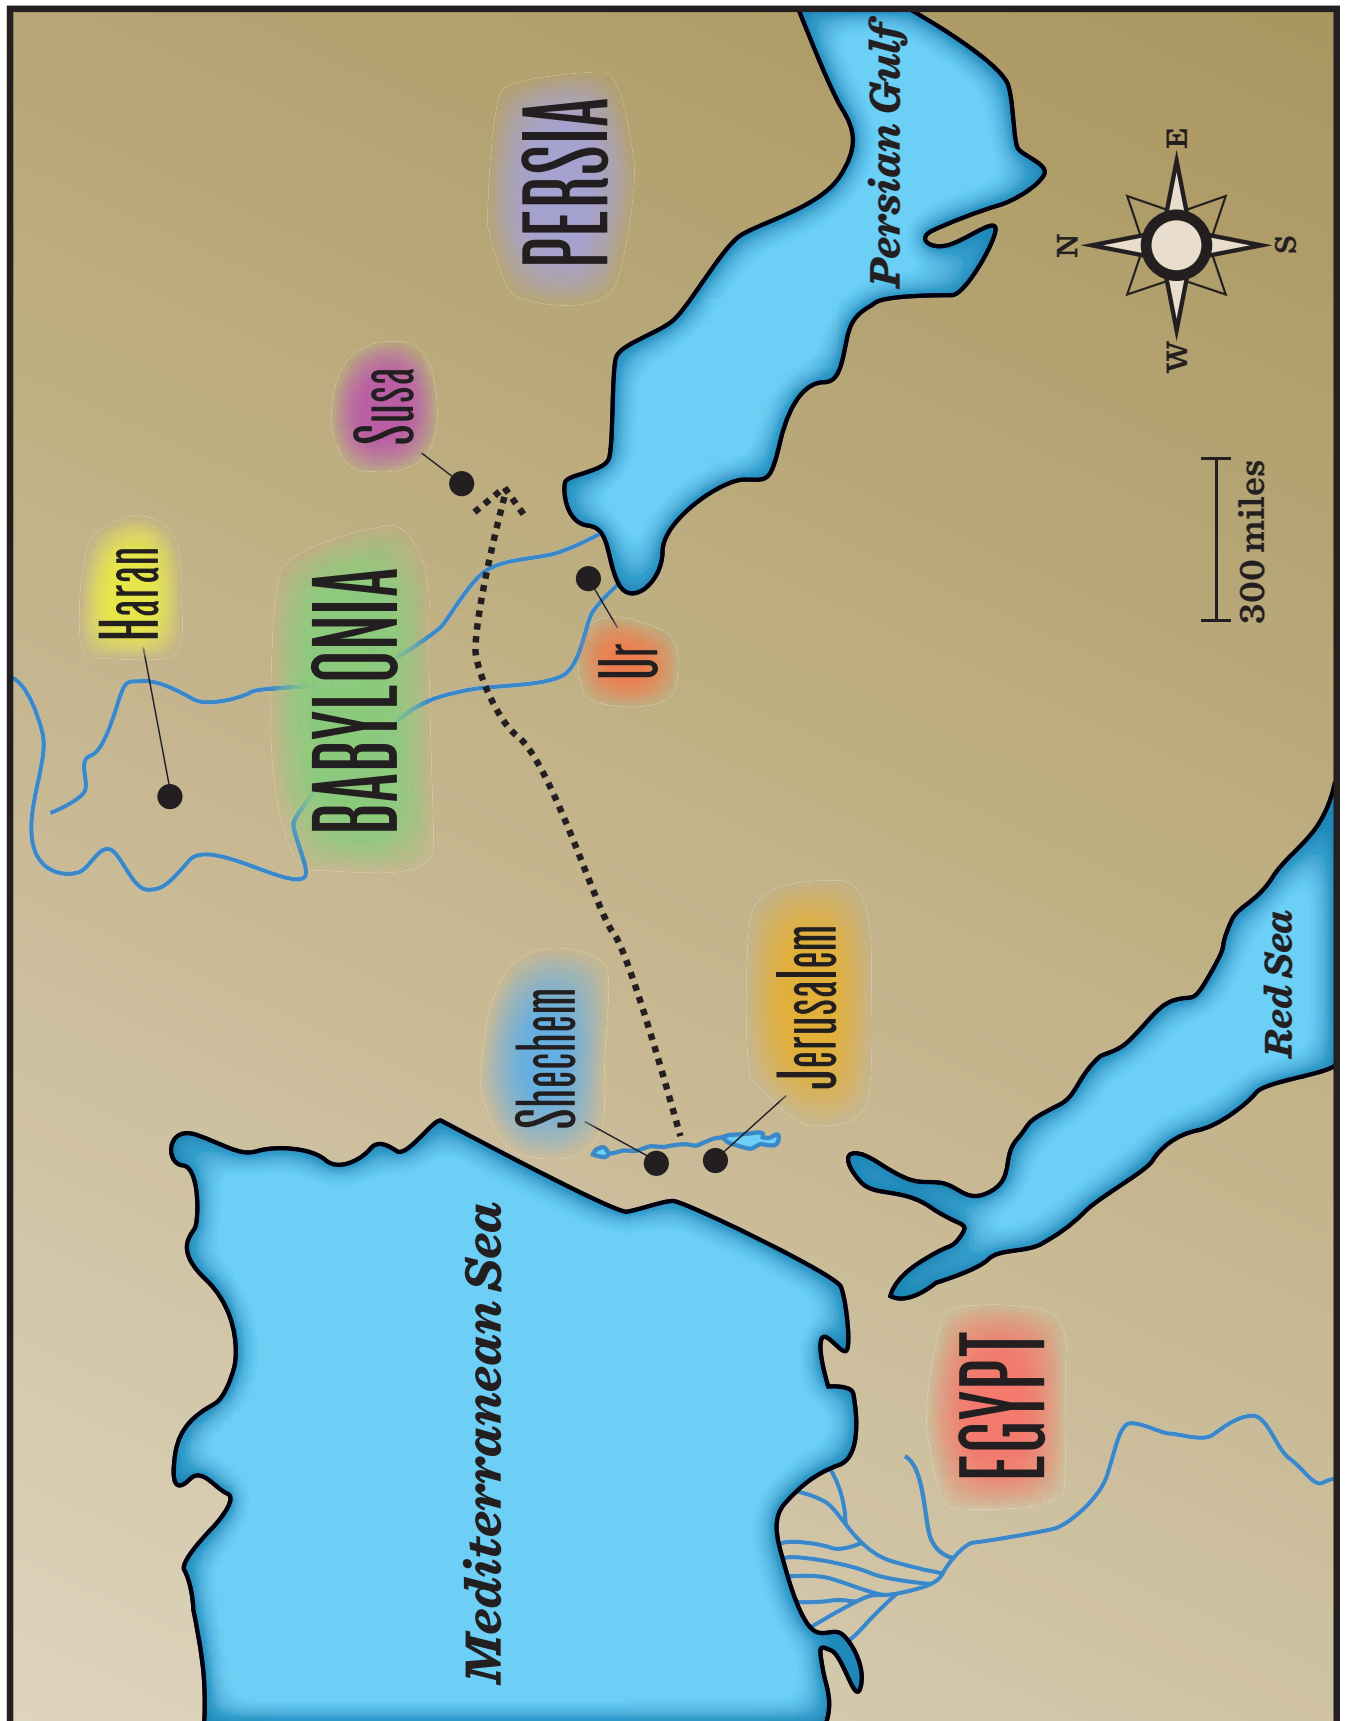 Haran
BABYLONIA
Susa
PERSIA
Ur
Shechem
Jerusalem
Persian Gulf
Mediterranean Sea
EGYPT
Red Sea
N
E
S
W
300 miles